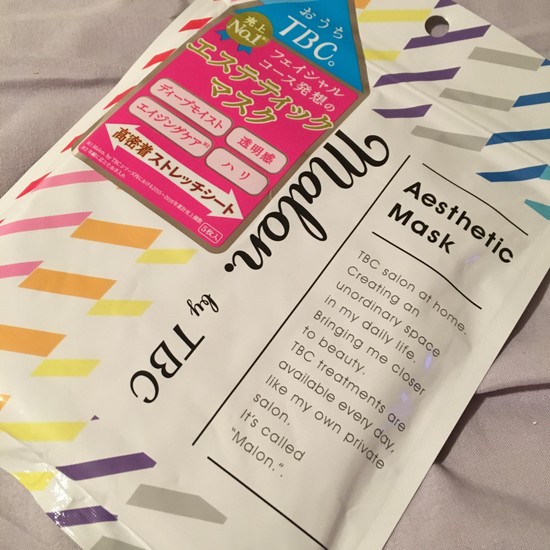 おうち
TBC。
売上
No.1*
フェイシャル
コース発想の
エステティック
マスク
ディープモイスト
透明感
エイジングケア
ハリ
高密着ストレッチシート
5枚入
Malon.
by TBC
Aesthetic
Mask
TBC salon at home.
Creating an
unordinary space
in my daily life.
Bringing me closer
to beauty.
TBC treatments are
available every day,
like my own private
salon.
It's called
"Malon.".